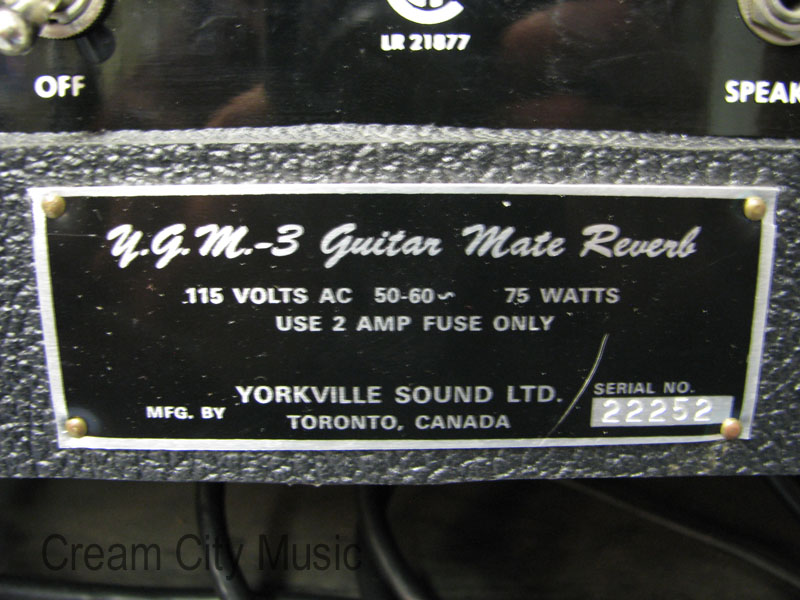 LR 21877
OFF
SPEAK
Y.G.M.-3 Guitar Mate Reverb
115 VOLTS AC 50-60~ 75 WATTS
USE 2 AMP FUSE ONLY
MFG. BY YORKVILLE SOUND LTD.
TORONTO, CANADA
SERIAL NO.
22252
Cream City Music